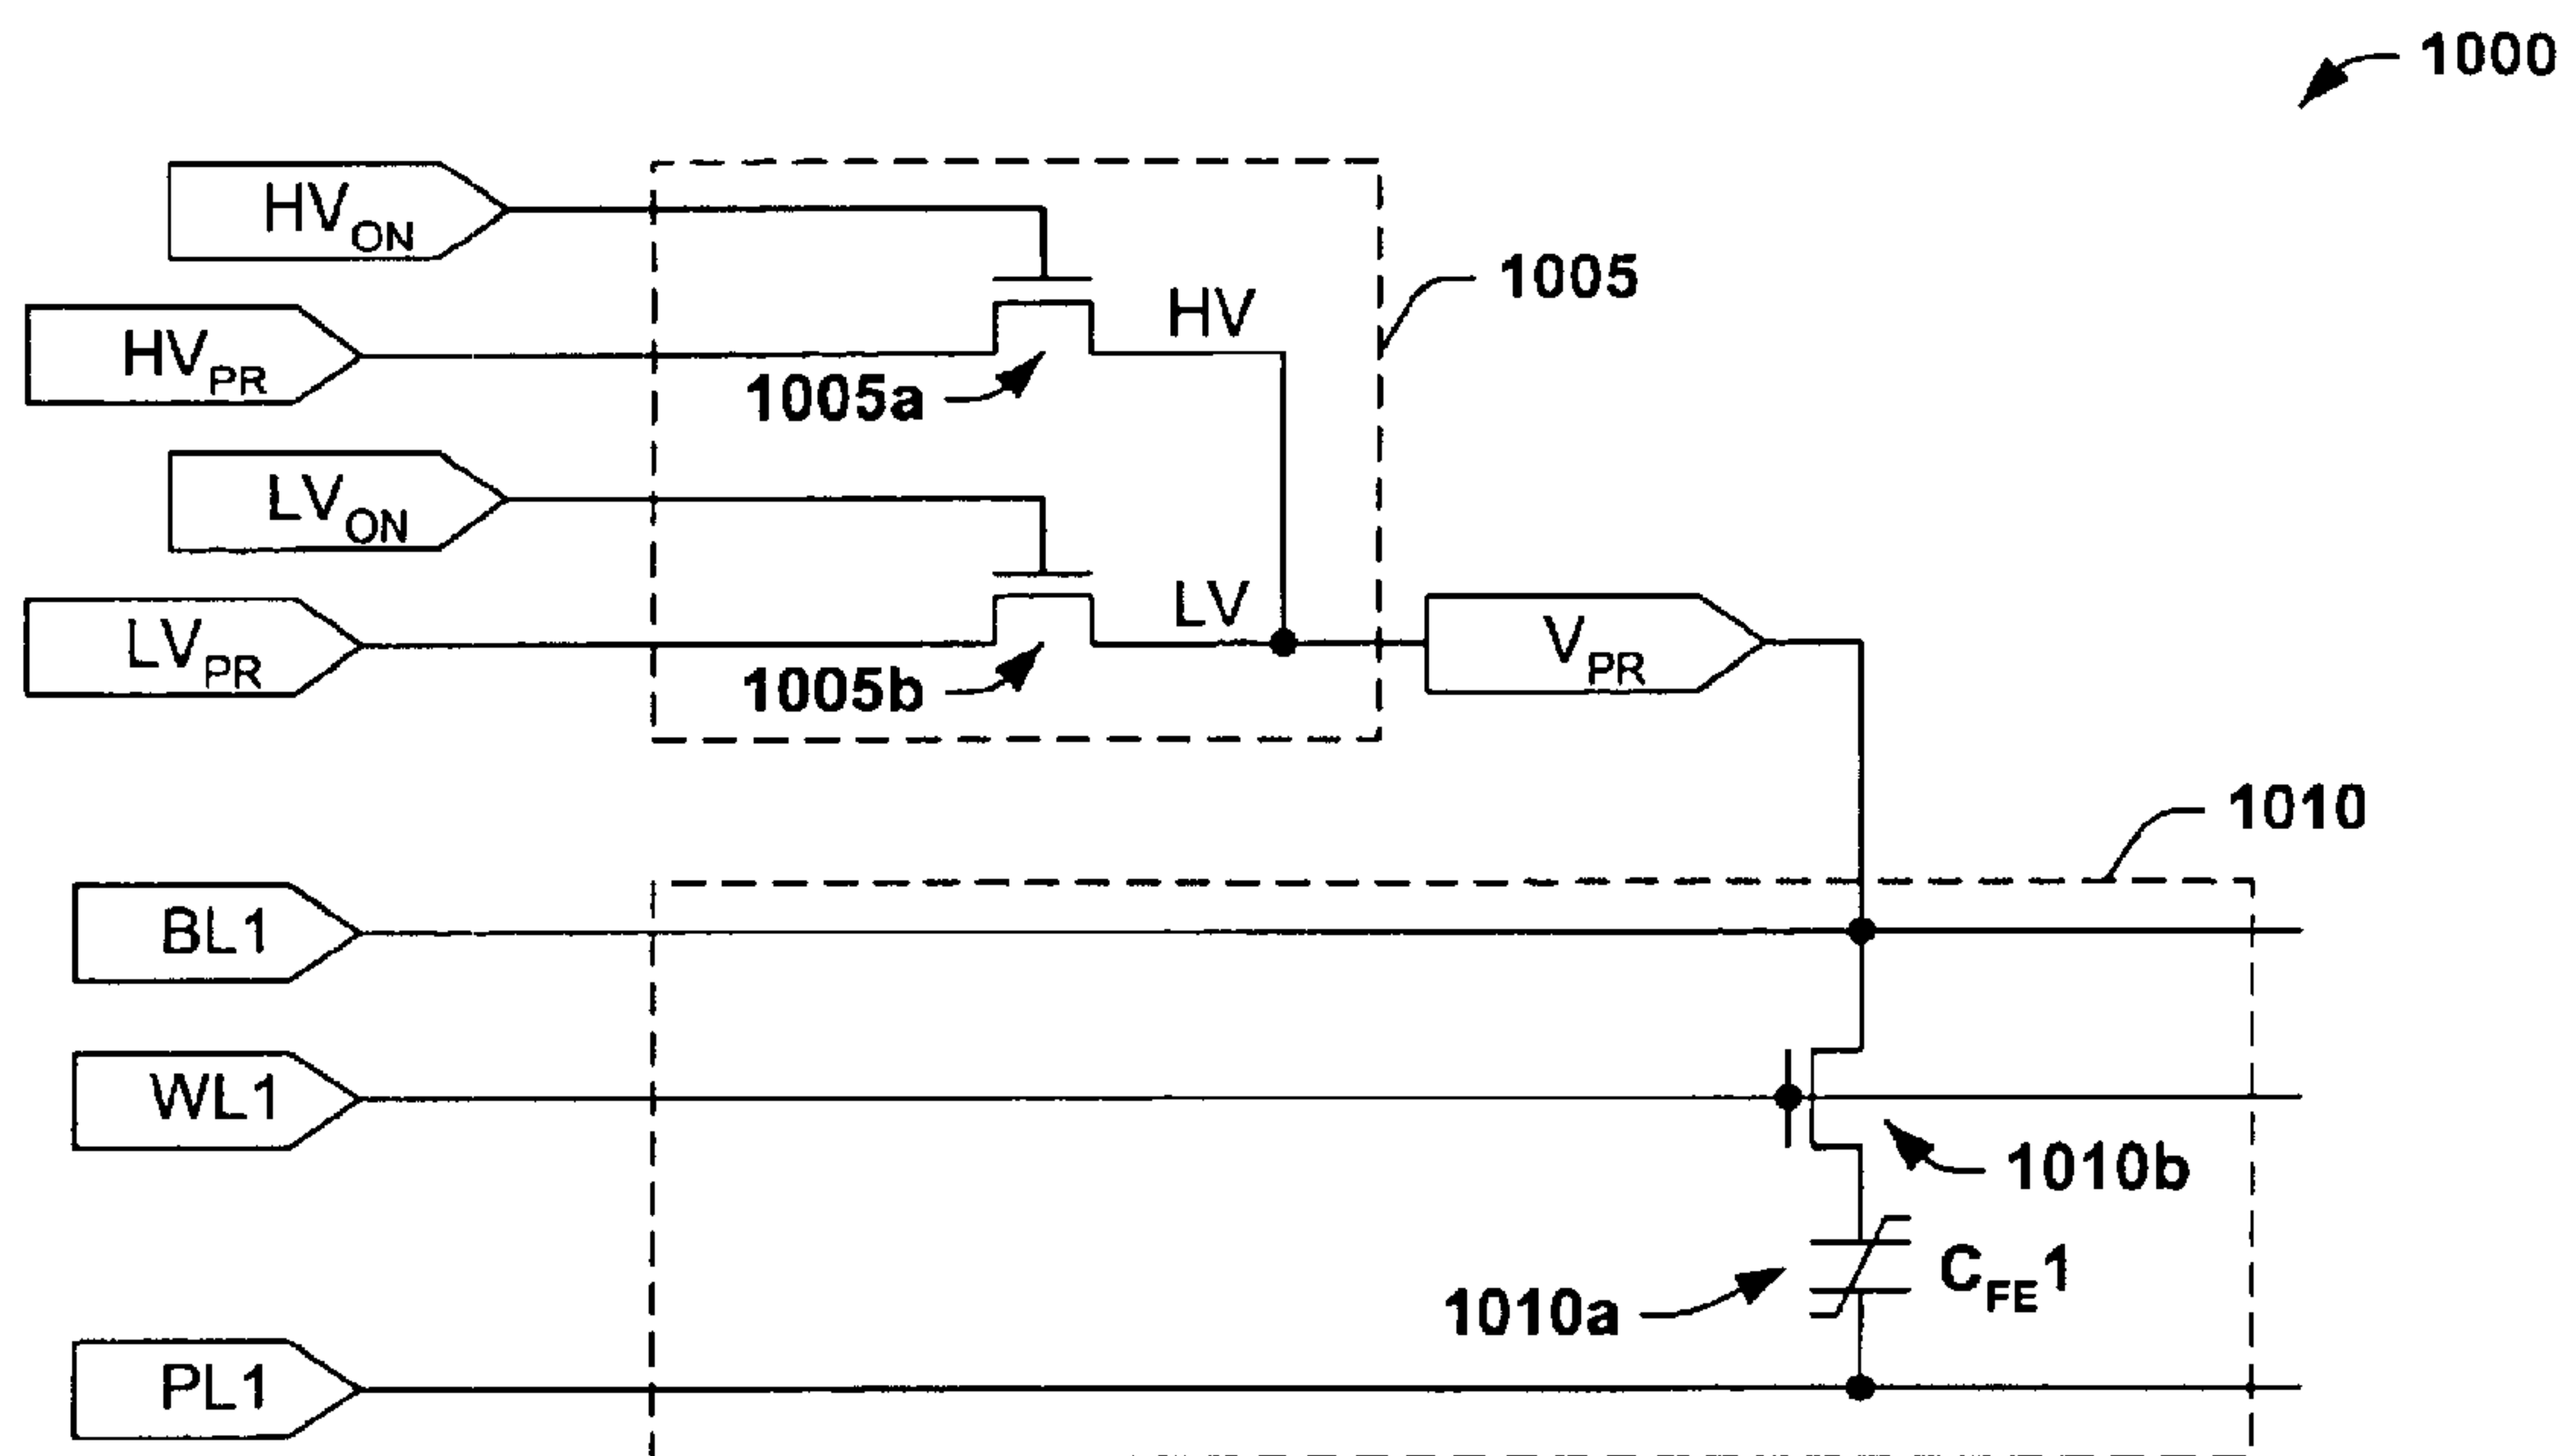 1000
HV_ON
1005
HV_PR
HV
1005a
LV_ON
LV_PR
LV
V_PR
1005b
1010
BL1
WL1
1010b
C_FE1
1010a
PL1